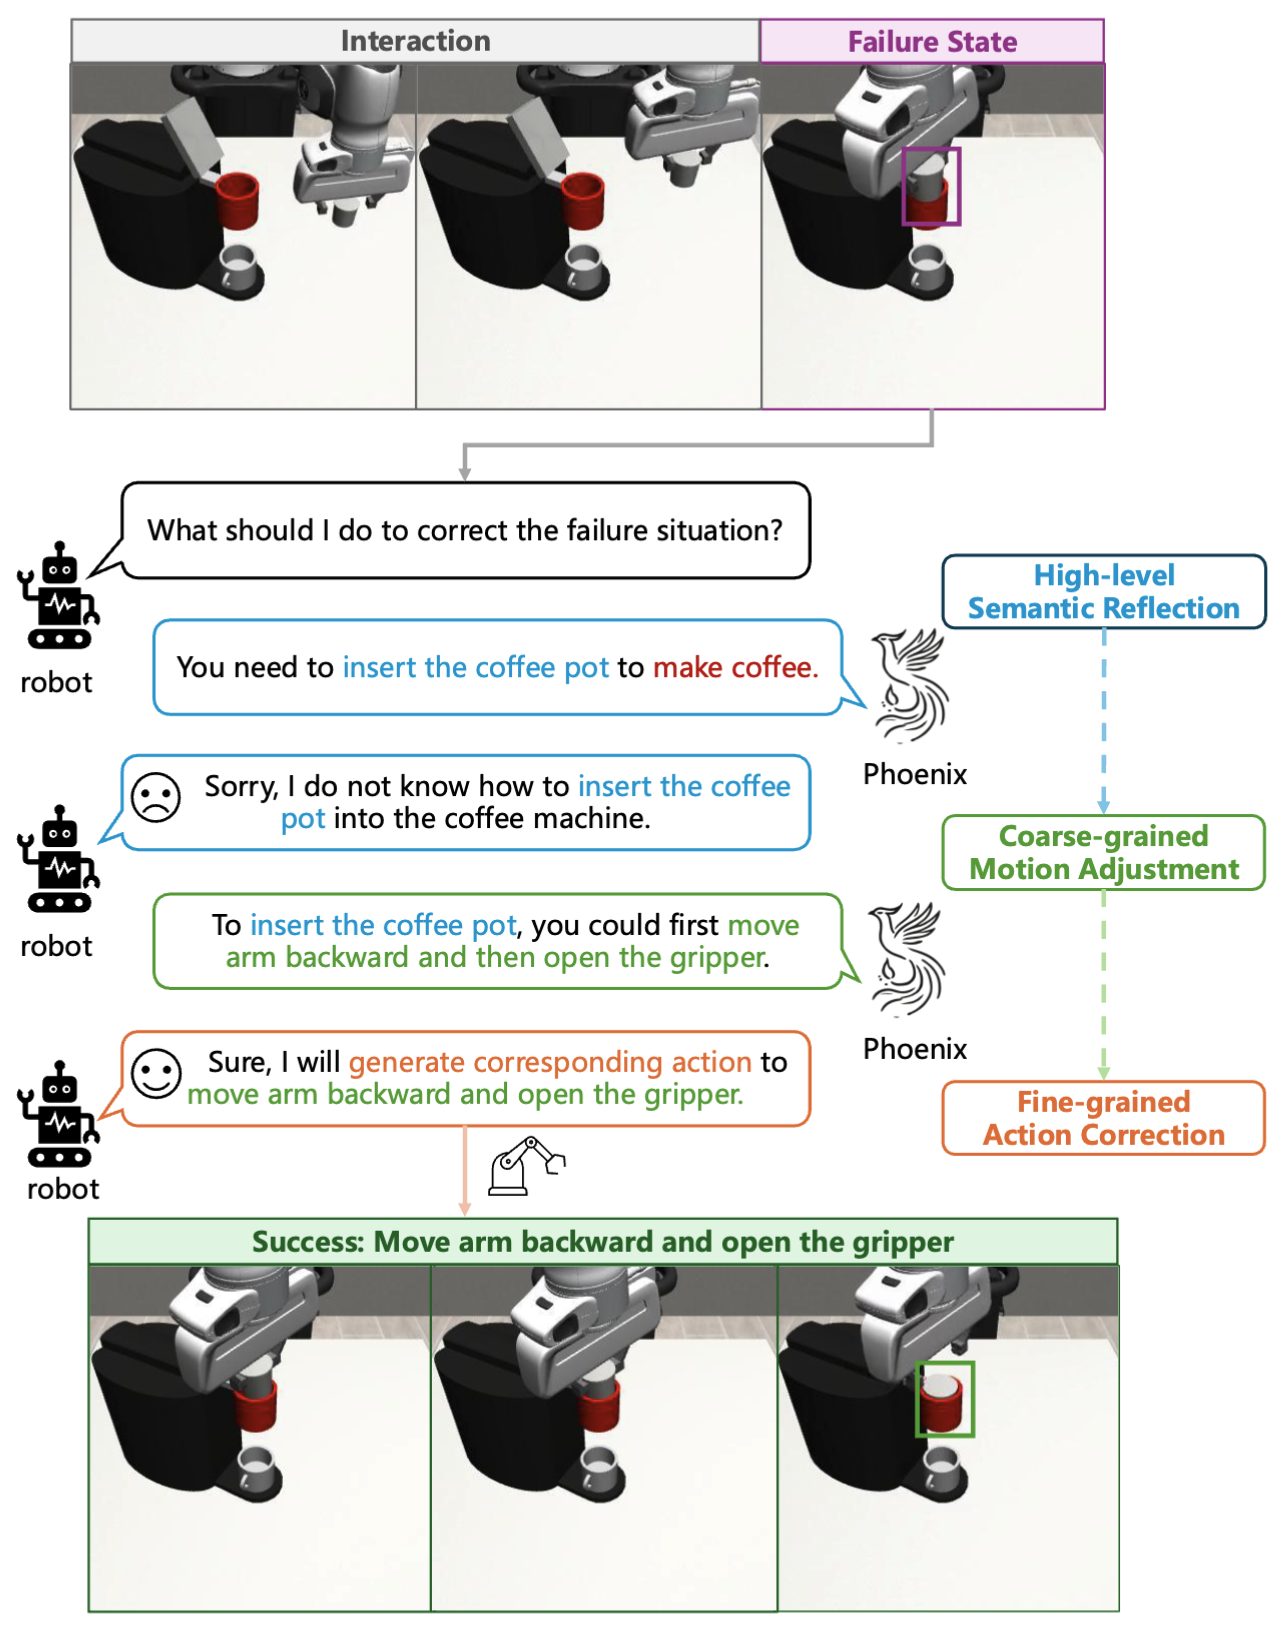 Interaction
Failure State
What should I do to correct the failure situation?
robot
High-level
Semantic Reflection
You need to insert the coffee pot to make coffee.
Phoenix
Sorry, I do not know how to insert the coffee
pot into the coffee machine.
robot
Coarse-grained
Motion Adjustment
To insert the coffee pot, you could first move
arm backward and then open the gripper.
Phoenix
Sure, I will generate corresponding action to
move arm backward and open the gripper.
robot
Fine-grained
Action Correction
Success: Move arm backward and open the gripper